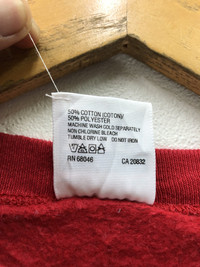 50% COTTON (COTON)/
50% POLYESTER
MACHINE WASH COLD SEPARATELY
NON CHLORINE BLEACH
TUMBLE DRY LOW DO NOT IRON
RN 68046 CA 20832